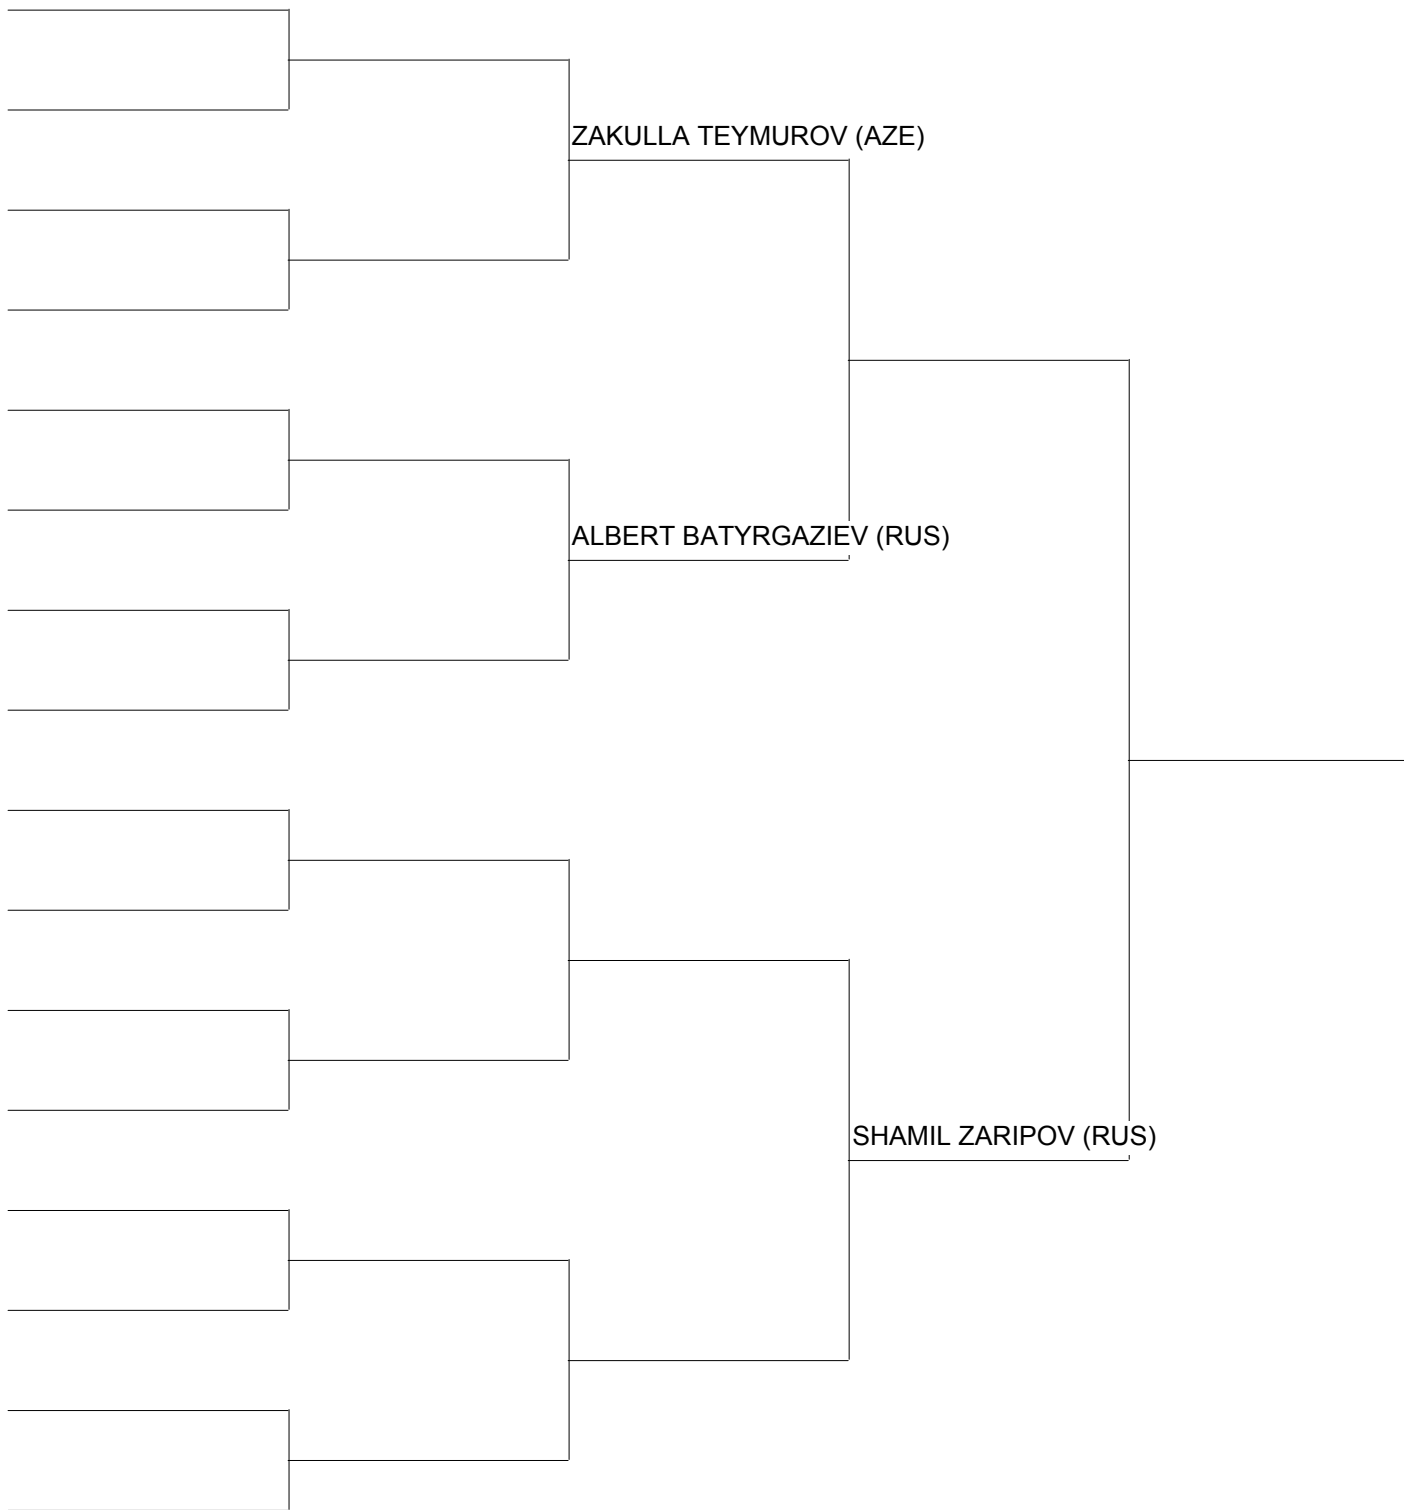 ZAKULLA TEYMUROV (AZE)
ALBERT BATYRGAZIEV (RUS)
SHAMIL ZARIPOV (RUS)